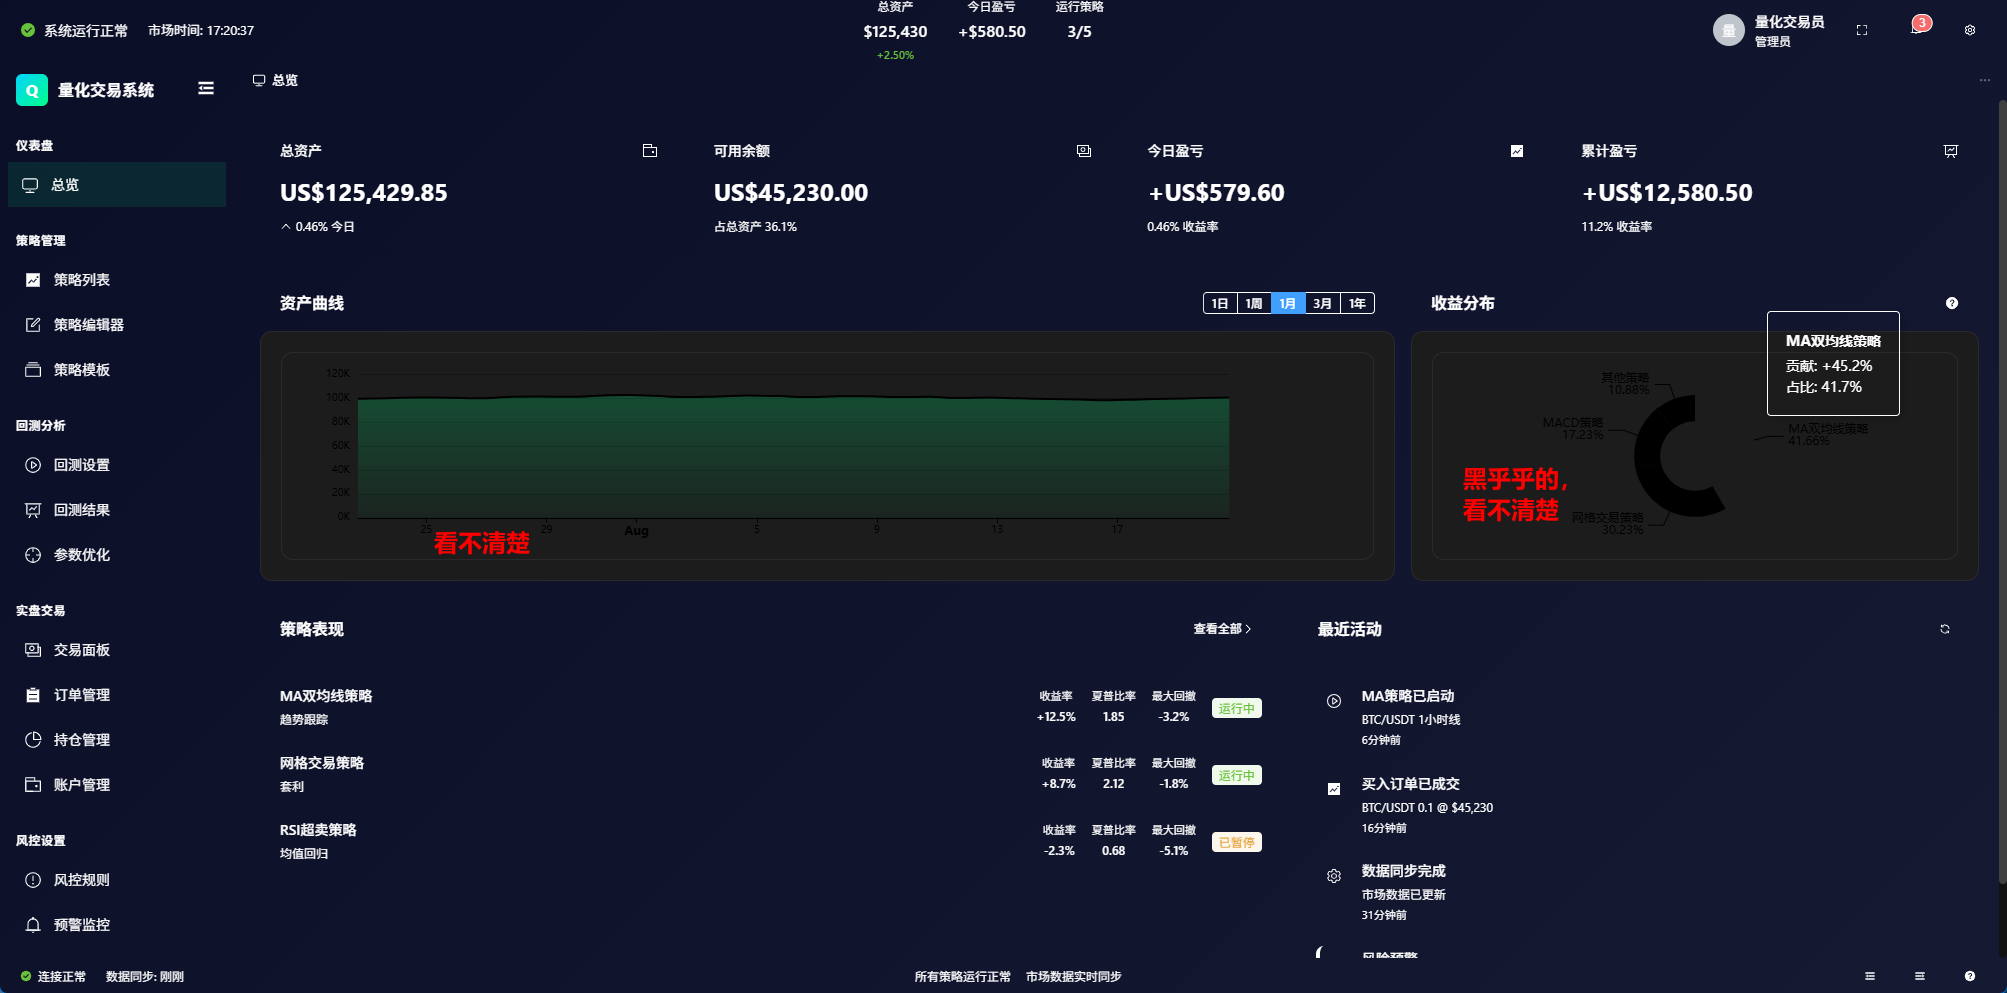 系统运行正常 市场时间: 17:20:37
总资产 今日盈亏 运行策略
$125,430 +$580.50 3/5
+2.50%
量 量化交易员
管理员
3
Q 量化交易系统
总览
仪表盘
总览
策略管理
策略列表
策略编辑器
策略模板
回测分析
回测设置
回测结果
参数优化
实盘交易
交易面板
订单管理
持仓管理
账户管理
风控设置
风控规则
预警监控
总资产
US$125,429.85
0.46% 今日
可用余额
US$45,230.00
占总资产 36.1%
今日盈亏
+US$579.60
0.46% 收益率
累计盈亏
+US$12,580.50
11.2% 收益率
资产曲线
1日 1周 1月 3月 1年
120K
100K
80K
60K
40K
20K
0K
25 29 Aug 5 9 13 17
看不清楚
收益分布
MA双均线策略
贡献: +45.2%
占比: 41.7%
其他策略
10.88%
MACD策略
17.23%
MA双均线策略
41.66%
网格交易策略
30.23%
黑乎乎的,
看不清楚
策略表现 查看全部
MA双均线策略
趋势跟踪
收益率 夏普比率 最大回撤
+12.5% 1.85 -3.2%
运行中
网格交易策略
套利
收益率 夏普比率 最大回撤
+8.7% 2.12 -1.8%
运行中
RSI超卖策略
均值回归
收益率 夏普比率 最大回撤
-2.3% 0.68 -5.1%
已暂停
最近活动
MA策略已启动
BTC/USDT 1小时线
6分钟前
买入订单已成交
BTC/USDT 0.1 @ $45,230
16分钟前
数据同步完成
市场数据已更新
31分钟前
风险预警
连接正常 数据同步: 刚刚
所有策略运行正常 市场数据实时同步